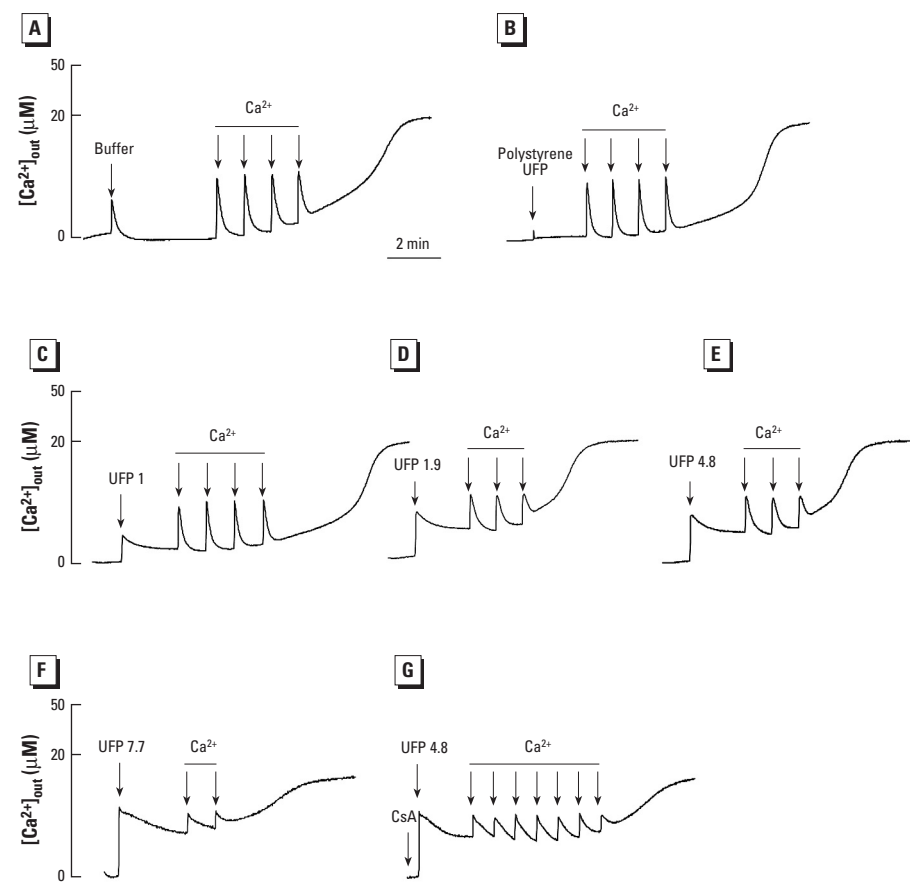 A
B
[Ca²⁺]out (μM)
50
20
0
Buffer
Ca²⁺
2 min
Polystyrene
UFP
Ca²⁺
C
D
E
[Ca²⁺]out (μM)
50
20
0
UFP 1
Ca²⁺
UFP 1.9
Ca²⁺
UFP 4.8
Ca²⁺
F
G
[Ca²⁺]out (μM)
50
20
0
UFP 7.7
Ca²⁺
UFP 4.8
Ca²⁺
CsA